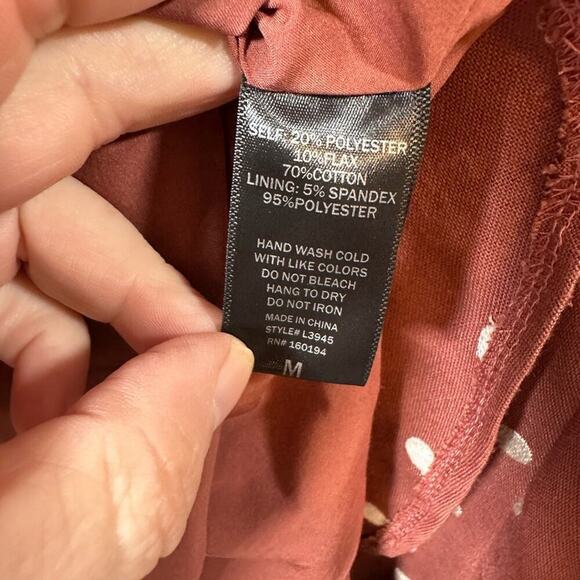 SELF: 20% POLYESTER
10%FLAX
70%COTTON
LINING: 5% SPANDEX
95%POLYESTER
HAND WASH COLD
WITH LIKE COLORS
DO NOT BLEACH
HANG TO DRY
DO NOT IRON
MADE IN CHINA
STYLE# L3945
RN# 160194
M